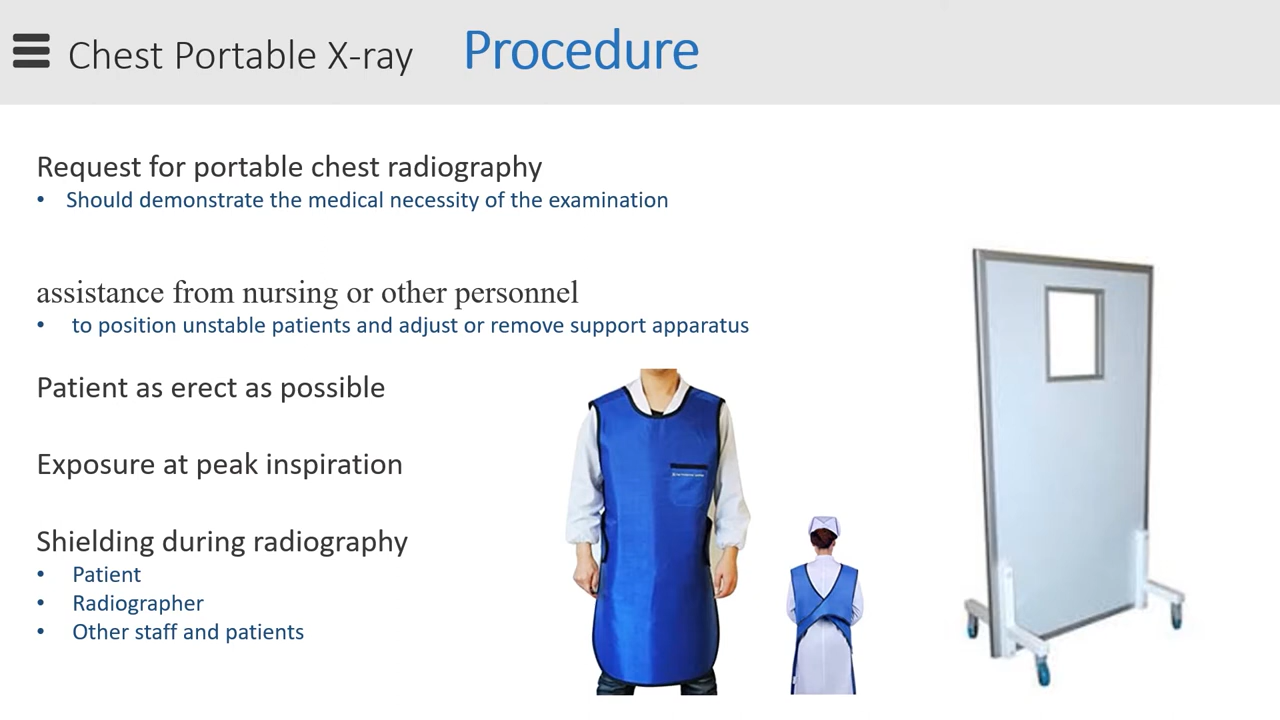 Chest Portable X-ray Procedure
Request for portable chest radiography
• Should demonstrate the medical necessity of the examination
assistance from nursing or other personnel
• to position unstable patients and adjust or remove support apparatus
Patient as erect as possible
Exposure at peak inspiration
Shielding during radiography
• Patient
• Radiographer
• Other staff and patients